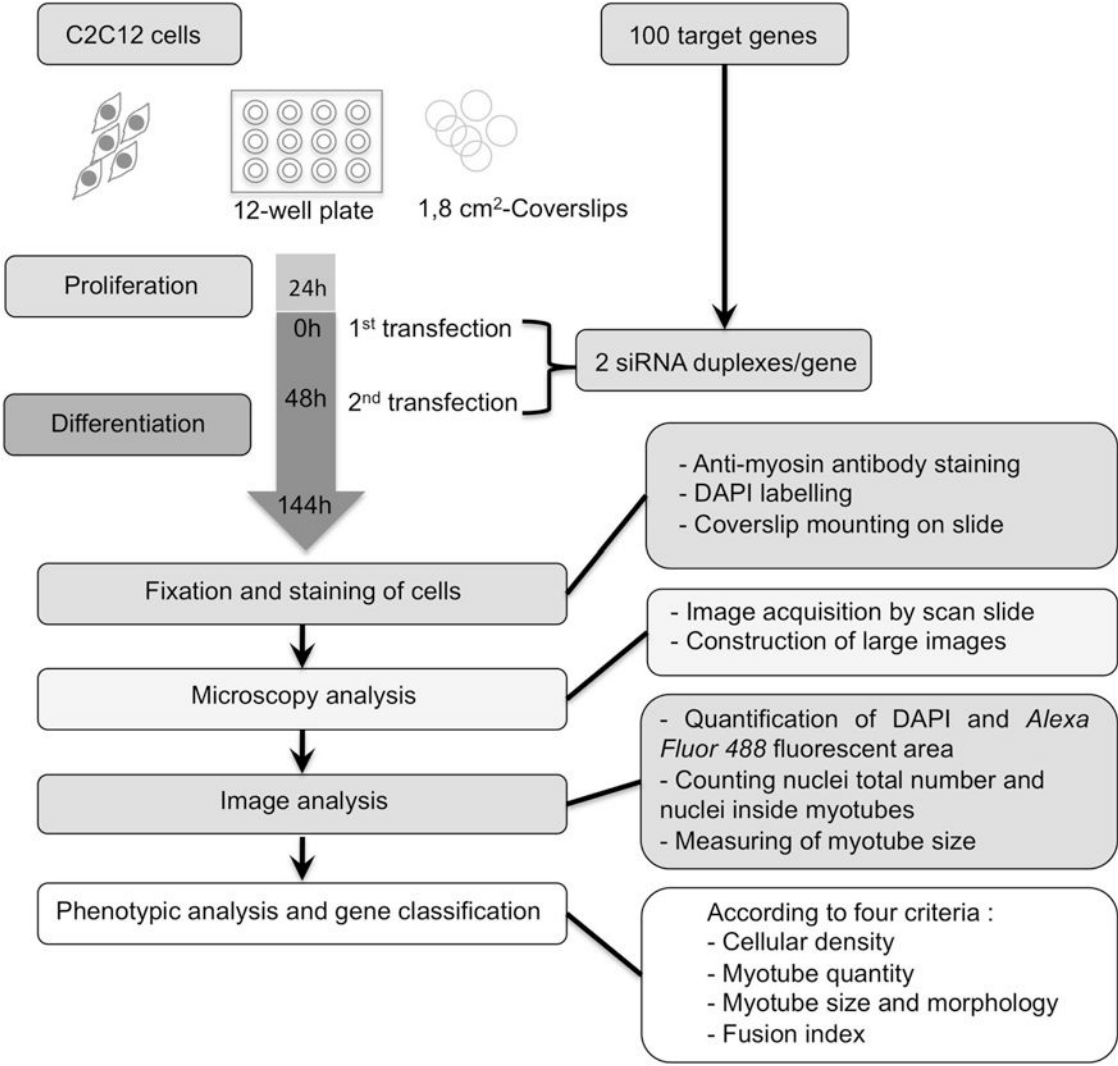 C2C12 cells
100 target genes
12-well plate
1,8 cm²-Coverslips
Proliferation
24h
0h
1st transfection
2 siRNA duplexes/gene
48h
2nd transfection
Differentiation
144h
- Anti-myosin antibody staining
- DAPI labelling
- Coverslip mounting on slide
Fixation and staining of cells
- Image acquisition by scan slide
- Construction of large images
Microscopy analysis
- Quantification of DAPI and Alexa
Fluor 488 fluorescent area
- Counting nuclei total number and
nuclei inside myotubes
- Measuring of myotube size
Image analysis
Phenotypic analysis and gene classification
According to four criteria :
- Cellular density
- Myotube quantity
- Myotube size and morphology
- Fusion index